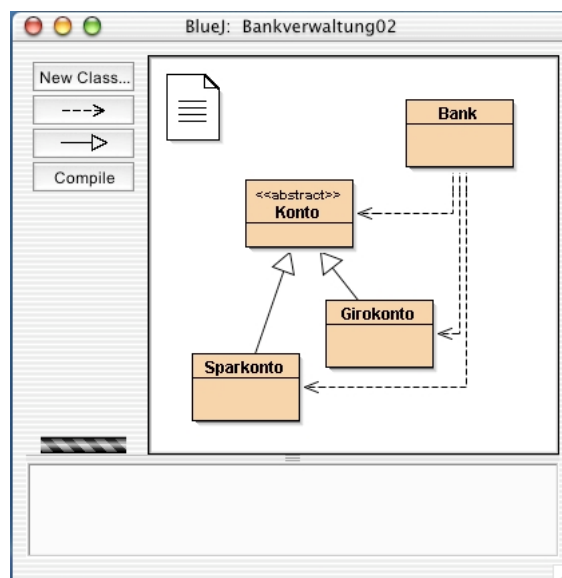 BlueJ: Bankverwaltung02
New Class...
Compile
Bank
<<abstract>>
Konto
Girokonto
Sparkonto